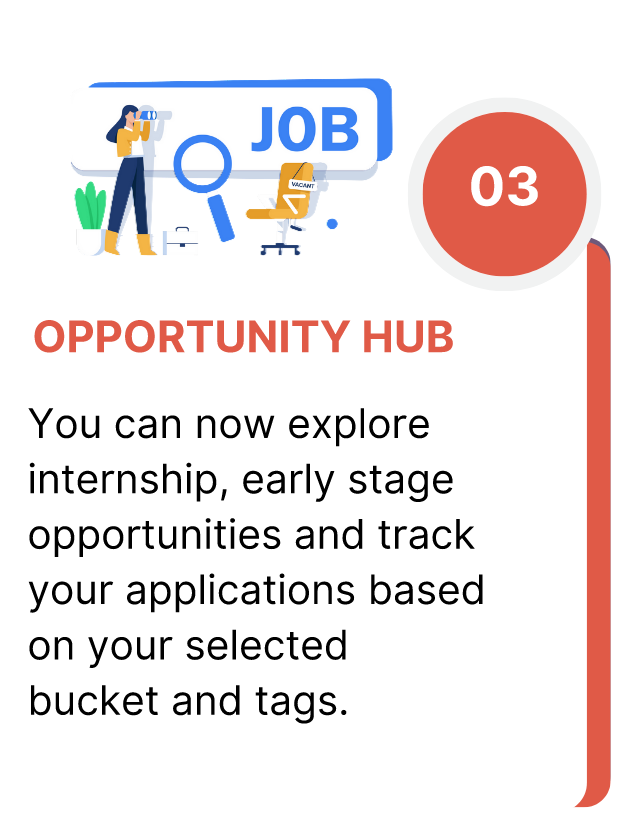 JOB
VACANT
03
OPPORTUNITY HUB
You can now explore
internship, early stage
opportunities and track
your applications based
on your selected
bucket and tags.